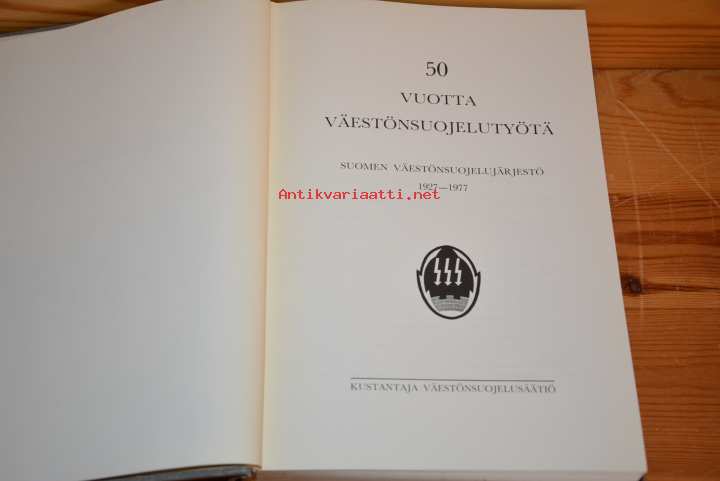 50
VUOTTA
VÄESTÖNSUOJELUTYÖTÄ
SUOMEN VÄESTÖNSUOJELUJÄRJESTÖ
1927—1977
Antikvariaatti.net
KUSTANTAJA VÄESTÖNSUOJELUSÄÄTIÖ